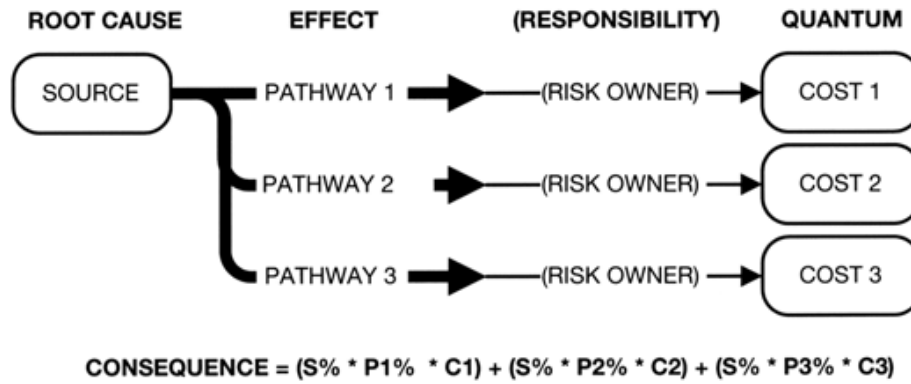 ROOT CAUSE EFFECT (RESPONSIBILITY) QUANTUM
SOURCE PATHWAY 1 (RISK OWNER) COST 1
PATHWAY 2 (RISK OWNER) COST 2
PATHWAY 3 (RISK OWNER) COST 3
CONSEQUENCE = (S% * P1% * C1) + (S% * P2% * C2) + (S% * P3% * C3)